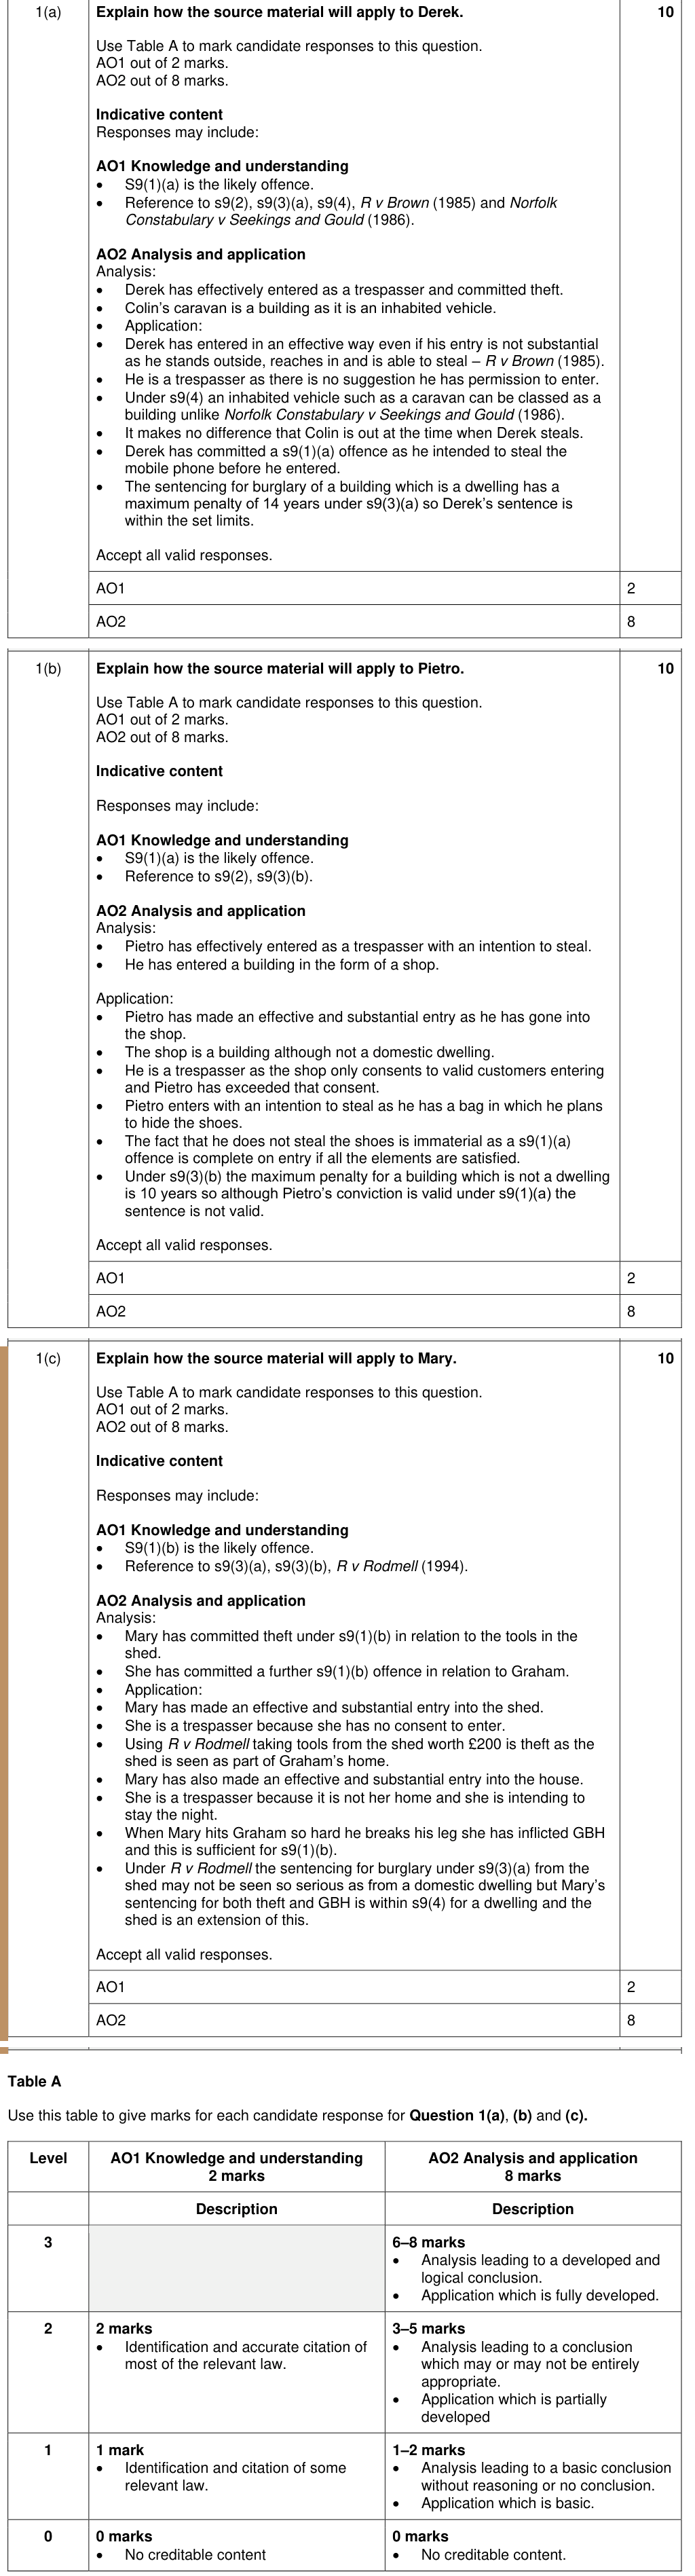 1(a)
Explain how the source material will apply to Derek.
10
Use Table A to mark candidate responses to this question.
AO1 out of 2 marks.
AO2 out of 8 marks.
Indicative content
Responses may include:
AO1 Knowledge and understanding
• S9(1)(a) is the likely offence.
• Reference to s9(2), s9(3)(a), s9(4), R v Brown (1985) and Norfolk
Constabulary v Seekings and Gould (1986).
AO2 Analysis and application
Analysis:
• Derek has effectively entered as a trespasser and committed theft.
• Colin's caravan is a building as it is an inhabited vehicle.
• Application:
• Derek has entered in an effective way even if his entry is not substantial
as he stands outside, reaches in and is able to steal – R v Brown (1985).
• He is a trespasser as there is no suggestion he has permission to enter.
• Under s9(4) an inhabited vehicle such as a caravan can be classed as a
building unlike Norfolk Constabulary v Seekings and Gould (1986).
• It makes no difference that Colin is out at the time when Derek steals.
• Derek has committed a s9(1)(a) offence as he intended to steal the
mobile phone before he entered.
• The sentencing for burglary of a building which is a dwelling has a
maximum penalty of 14 years under s9(3)(a) so Derek's sentence is
within the set limits.
Accept all valid responses.
AO1
2
AO2
8
1(b)
Explain how the source material will apply to Pietro.
10
Use Table A to mark candidate responses to this question.
AO1 out of 2 marks.
AO2 out of 8 marks.
Indicative content
Responses may include:
AO1 Knowledge and understanding
• S9(1)(a) is the likely offence.
• Reference to s9(2), s9(3)(b).
AO2 Analysis and application
Analysis:
• Pietro has effectively entered as a trespasser with an intention to steal.
• He has entered a building in the form of a shop.
Application:
• Pietro has made an effective and substantial entry as he has gone into
the shop.
• The shop is a building although not a domestic dwelling.
• He is a trespasser as the shop only consents to valid customers entering
and Pietro has exceeded that consent.
• Pietro enters with an intention to steal as he has a bag in which he plans
to hide the shoes.
• The fact that he does not steal the shoes is immaterial as a s9(1)(a)
offence is complete on entry if all the elements are satisfied.
• Under s9(3)(b) the maximum penalty for a building which is not a dwelling
is 10 years so although Pietro's conviction is valid under s9(1)(a) the
sentence is not valid.
Accept all valid responses.
AO1
2
AO2
8
1(c)
Explain how the source material will apply to Mary.
10
Use Table A to mark candidate responses to this question.
AO1 out of 2 marks.
AO2 out of 8 marks.
Indicative content
Responses may include:
AO1 Knowledge and understanding
• S9(1)(b) is the likely offence.
• Reference to s9(3)(a), s9(3)(b), R v Rodmell (1994).
AO2 Analysis and application
Analysis:
• Mary has committed theft under s9(1)(b) in relation to the tools in the
shed.
• She has committed a further s9(1)(b) offence in relation to Graham.
• Application:
• Mary has made an effective and substantial entry into the shed.
• She is a trespasser because she has no consent to enter.
• Using R v Rodmell taking tools from the shed worth £200 is theft as the
shed is seen as part of Graham's home.
• Mary has also made an effective and substantial entry into the house.
• She is a trespasser because it is not her home and she is intending to
stay the night.
• When Mary hits Graham so hard he breaks his leg she has inflicted GBH
and this is sufficient for s9(1)(b).
• Under R v Rodmell the sentencing for burglary under s9(3)(a) from the
shed may not be seen so serious as from a domestic dwelling but Mary's
sentencing for both theft and GBH is within s9(4) for a dwelling and the
shed is an extension of this.
Accept all valid responses.
AO1
2
AO2
8
Table A
Use this table to give marks for each candidate response for Question 1(a), (b) and (c).
Level
AO1 Knowledge and understanding
2 marks
AO2 Analysis and application
8 marks
Description
Description
3
6–8 marks
• Analysis leading to a developed and
logical conclusion.
• Application which is fully developed.
2
2 marks
• Identification and accurate citation of
most of the relevant law.
3–5 marks
• Analysis leading to a conclusion
which may or may not be entirely
appropriate.
• Application which is partially
developed
1
1 mark
• Identification and citation of some
relevant law.
1–2 marks
• Analysis leading to a basic conclusion
without reasoning or no conclusion.
• Application which is basic.
0
0 marks
• No creditable content
0 marks
• No creditable content.